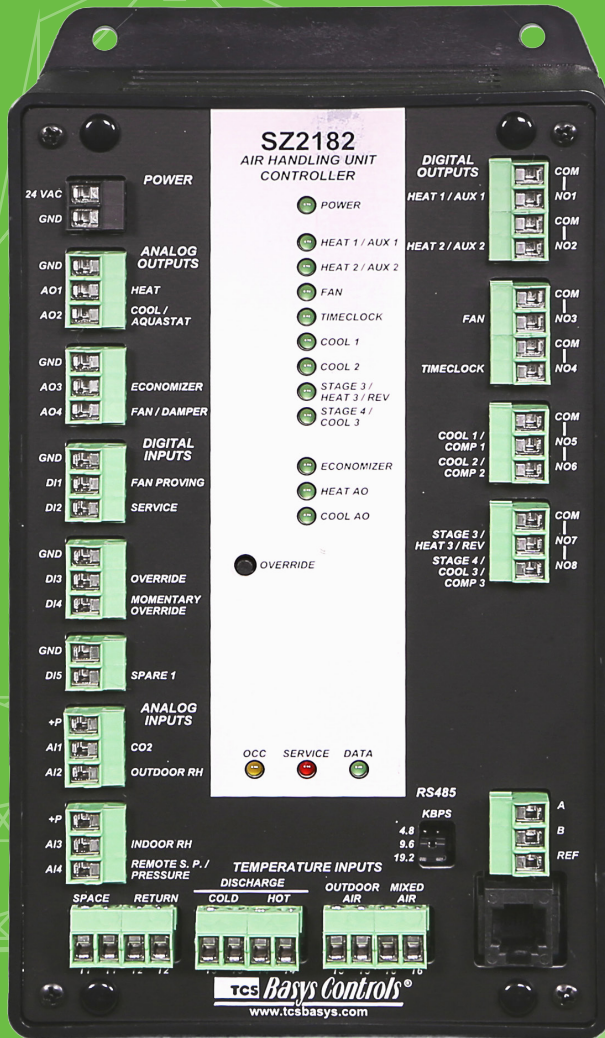 SZ2182
AIR HANDLING UNIT
CONTROLLER
POWER
24 VAC
GND
ANALOG
OUTPUTS
GND
AO1 HEAT
AO2 COOL /
AQUASTAT
GND
AO3 ECONOMIZER
AO4 FAN / DAMPER
DIGITAL
INPUTS
GND
DI1 FAN PROVING
DI2 SERVICE
GND
DI3 OVERRIDE
DI4 MOMENTARY
OVERRIDE
GND
DI5 SPARE 1
ANALOG
INPUTS
+P
AI1 CO2
AI2 OUTDOOR RH
+P
AI3 INDOOR RH
AI4 REMOTE S. P. /
PRESSURE
POWER
HEAT 1 / AUX 1
HEAT 2 / AUX 2
FAN
TIMECLOCK
COOL 1
COOL 2
STAGE 3 /
HEAT 3 / REV
STAGE 4 /
COOL 3
ECONOMIZER
HEAT AO
COOL AO
OVERRIDE
OCC SERVICE DATA
DIGITAL
OUTPUTS
COM
HEAT 1 / AUX 1 NO1
COM
HEAT 2 / AUX 2 NO2
COM
FAN NO3
COM
TIMECLOCK NO4
COM
COOL 1 /
COMP 1 NO5
COOL 2 /
COMP 2 NO6
COM
STAGE 3 /
HEAT 3 / REV NO7
STAGE 4 /
COOL 3 /
COMP 3 NO8
RS485
KBPS
4.8
9.6
19.2
A
B
REF
TEMPERATURE INPUTS
SPACE RETURN
DISCHARGE
COLD HOT
OUTDOOR
AIR
MIXED
AIR
TCS Basys Controls®
www.tcsbasys.com